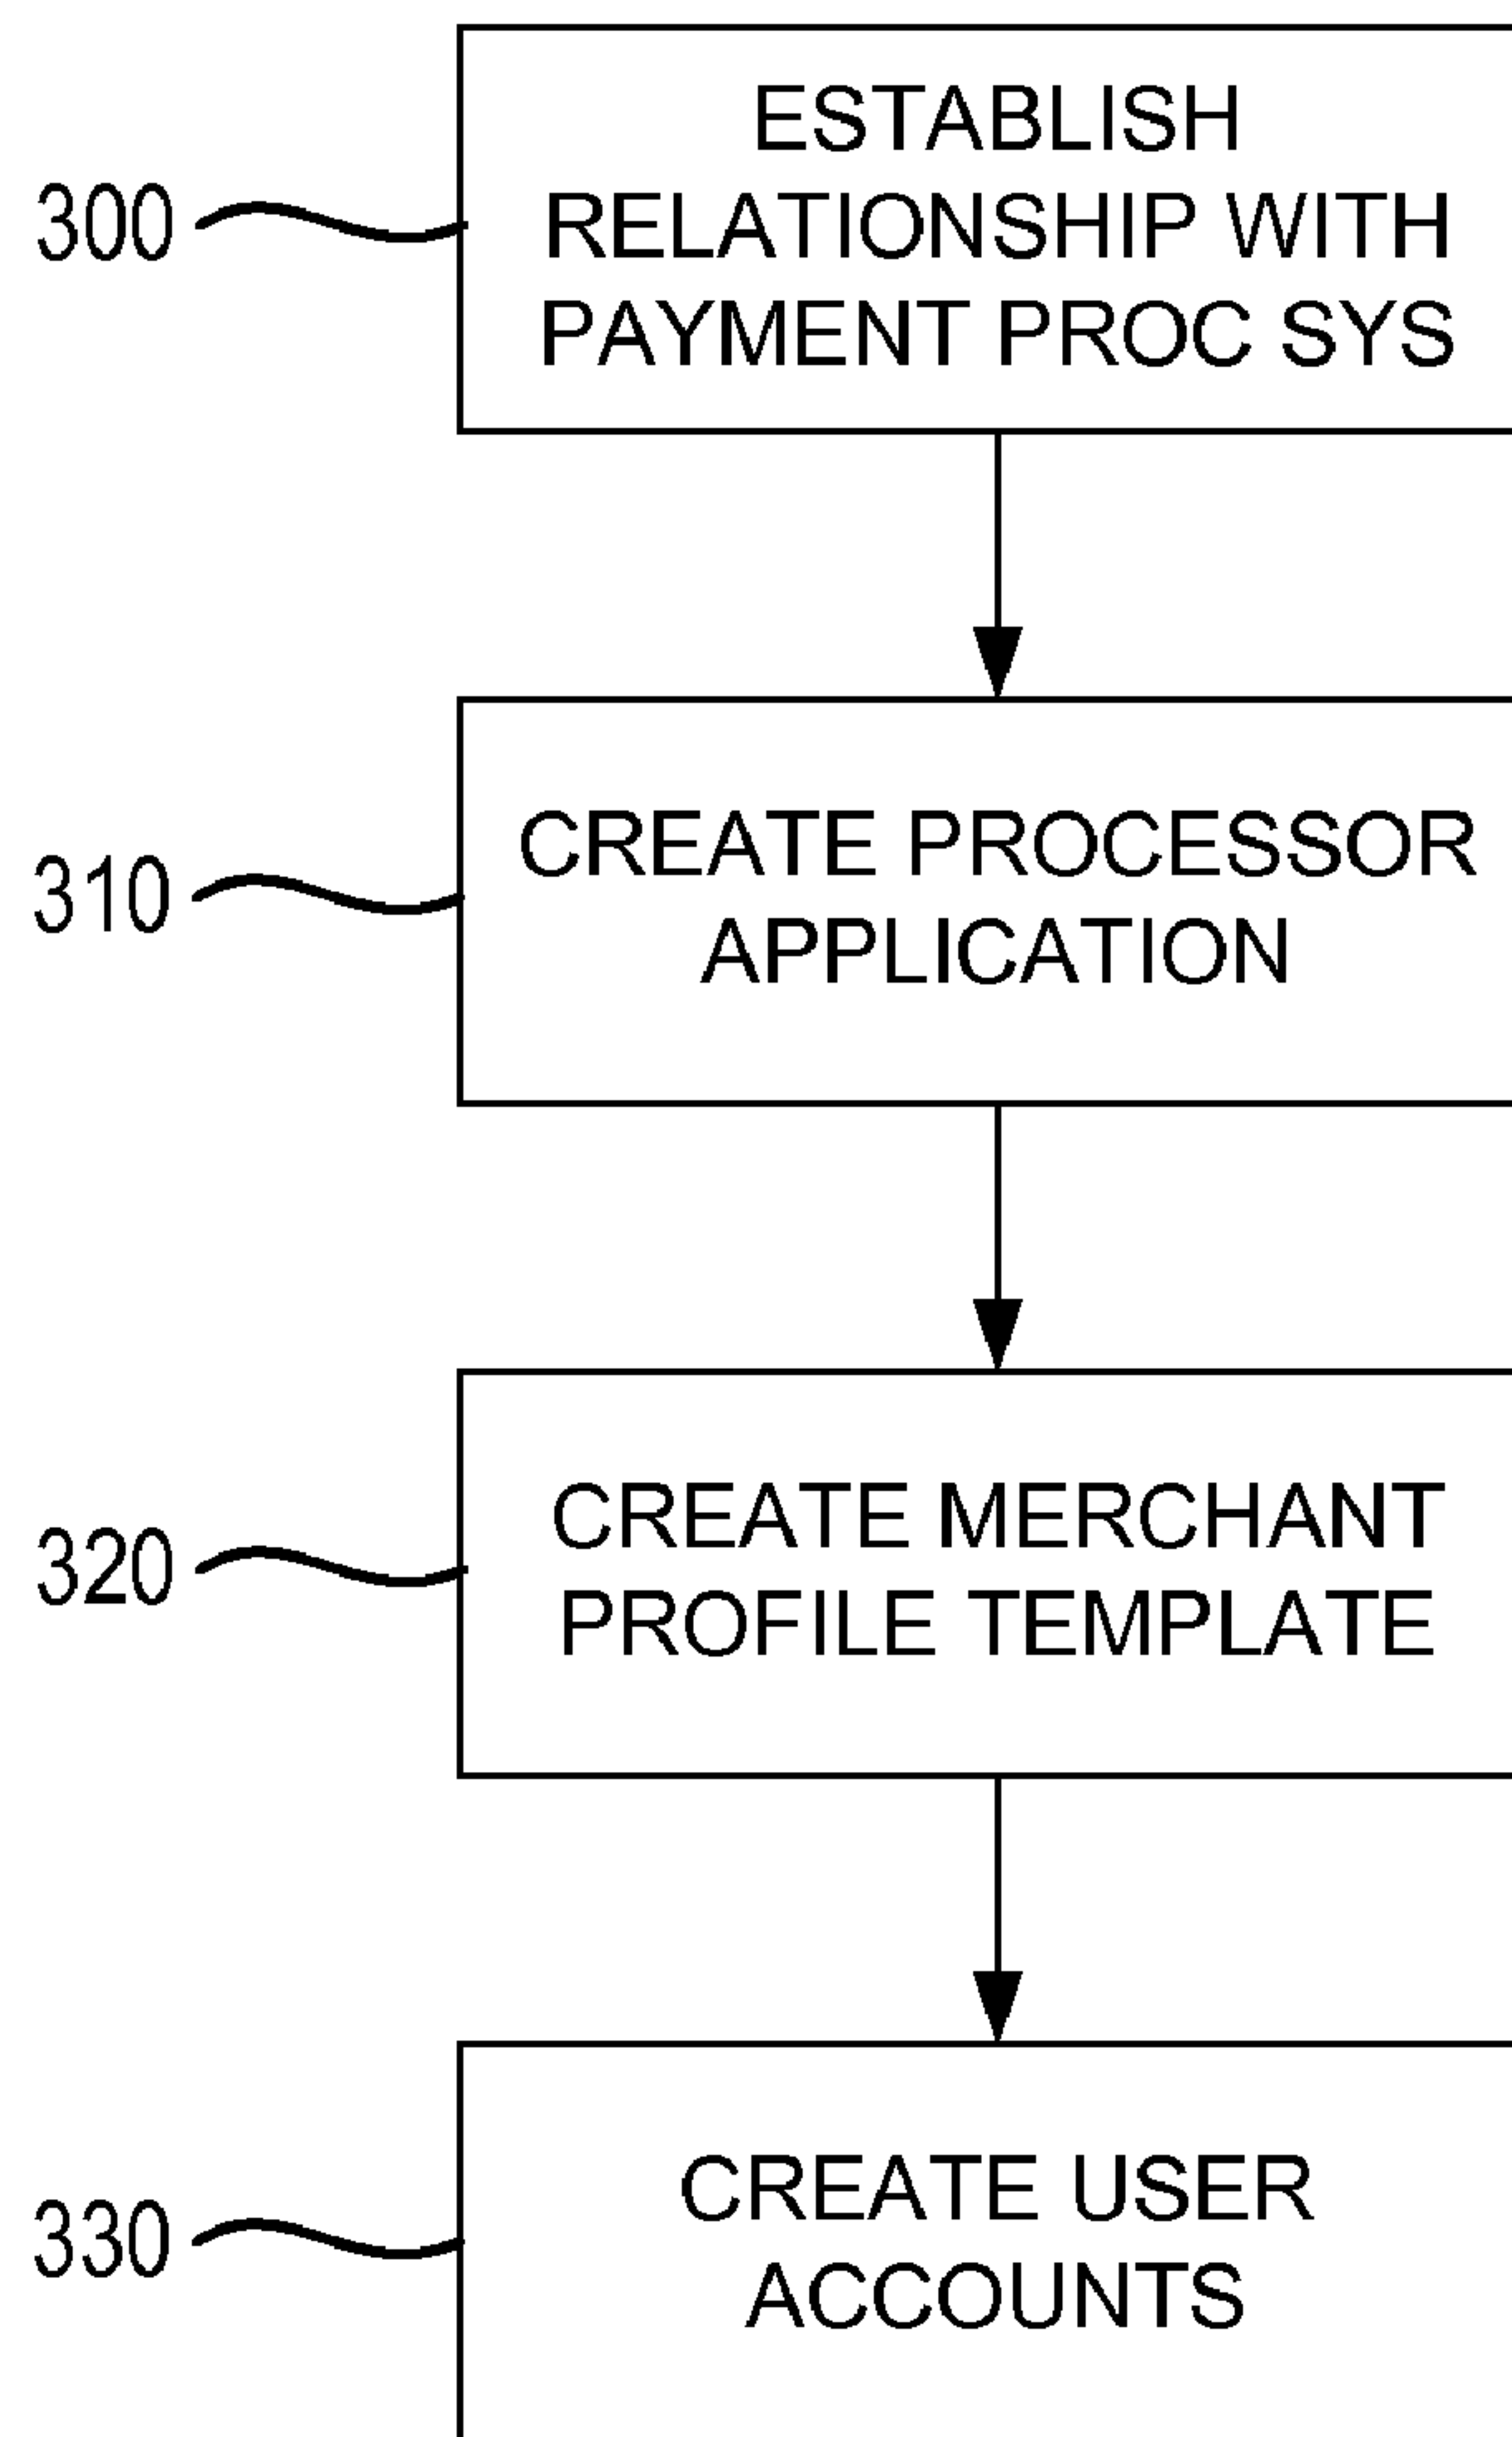 300
ESTABLISH
RELATIONSHIP WITH
PAYMENT PROC SYS
310
CREATE PROCESSOR
APPLICATION
320
CREATE MERCHANT
PROFILE TEMPLATE
330
CREATE USER
ACCOUNTS